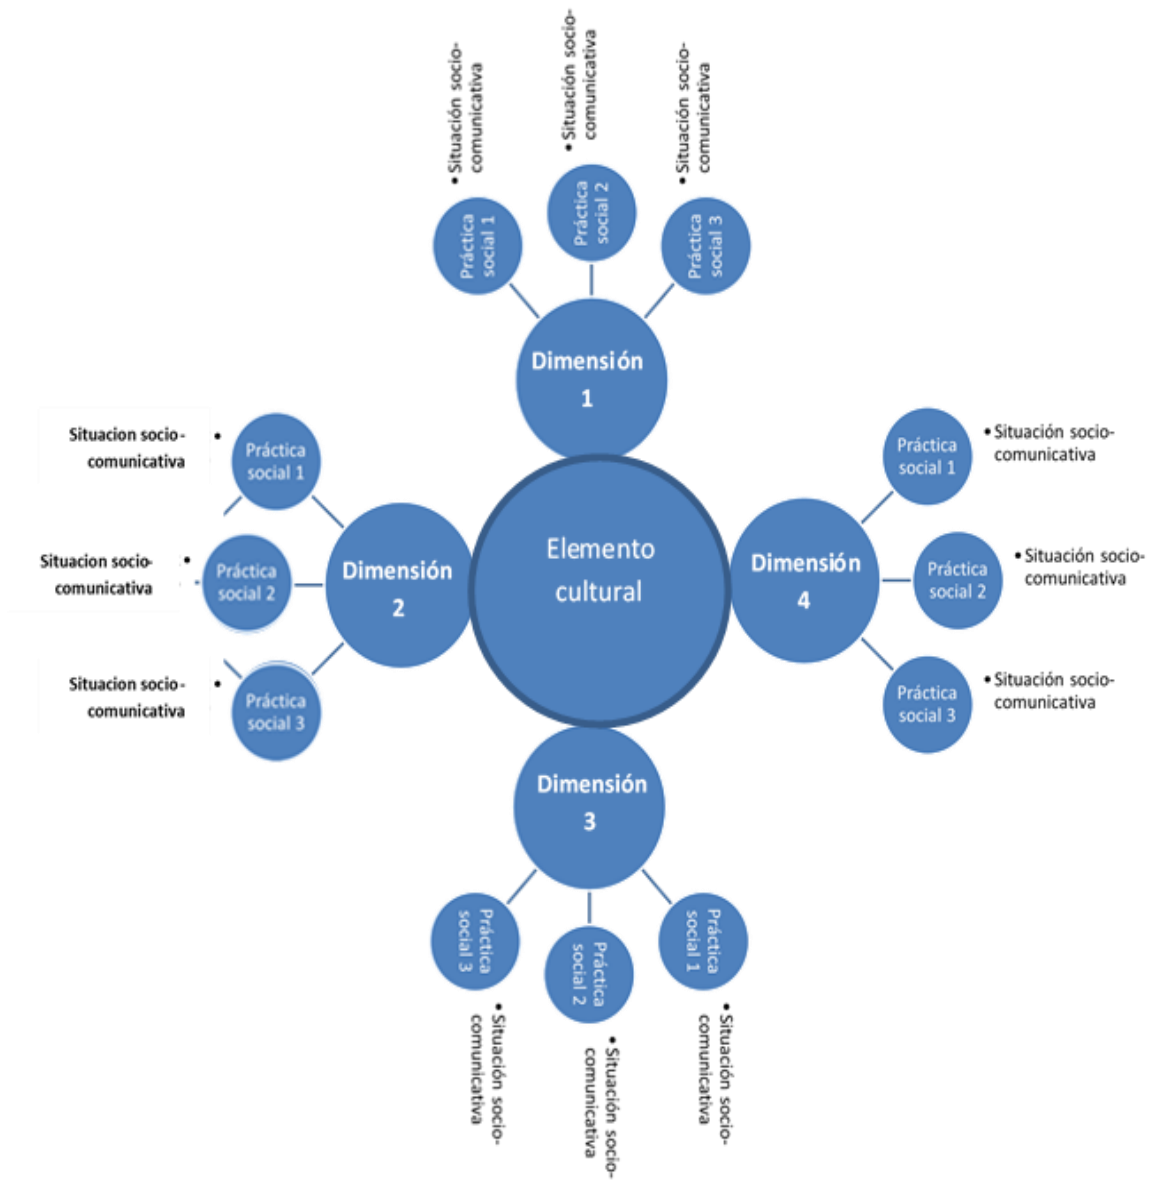 • Situación socio-
comunicativa
• Situación socio-
comunicativa
• Situación socio-
comunicativa
Práctica
social 1
Práctica
social 2
Práctica
social 3
Dimensión
1
Situacion socio-
comunicativa
•
Práctica
social 1
Situacion socio-
comunicativa
•
Práctica
social 2
Situacion socio-
comunicativa
•
Práctica
social 3
Dimensión
2
Elemento
cultural
Dimensión
4
Práctica
social 1
• Situación socio-
comunicativa
Práctica
social 2
• Situación socio-
comunicativa
Práctica
social 3
• Situación socio-
comunicativa
Dimensión
3
Práctica
social 3
Práctica
social 2
Práctica
social 1
• Situación socio-
comunicativa
• Situación socio-
comunicativa
• Situación socio-
comunicativa